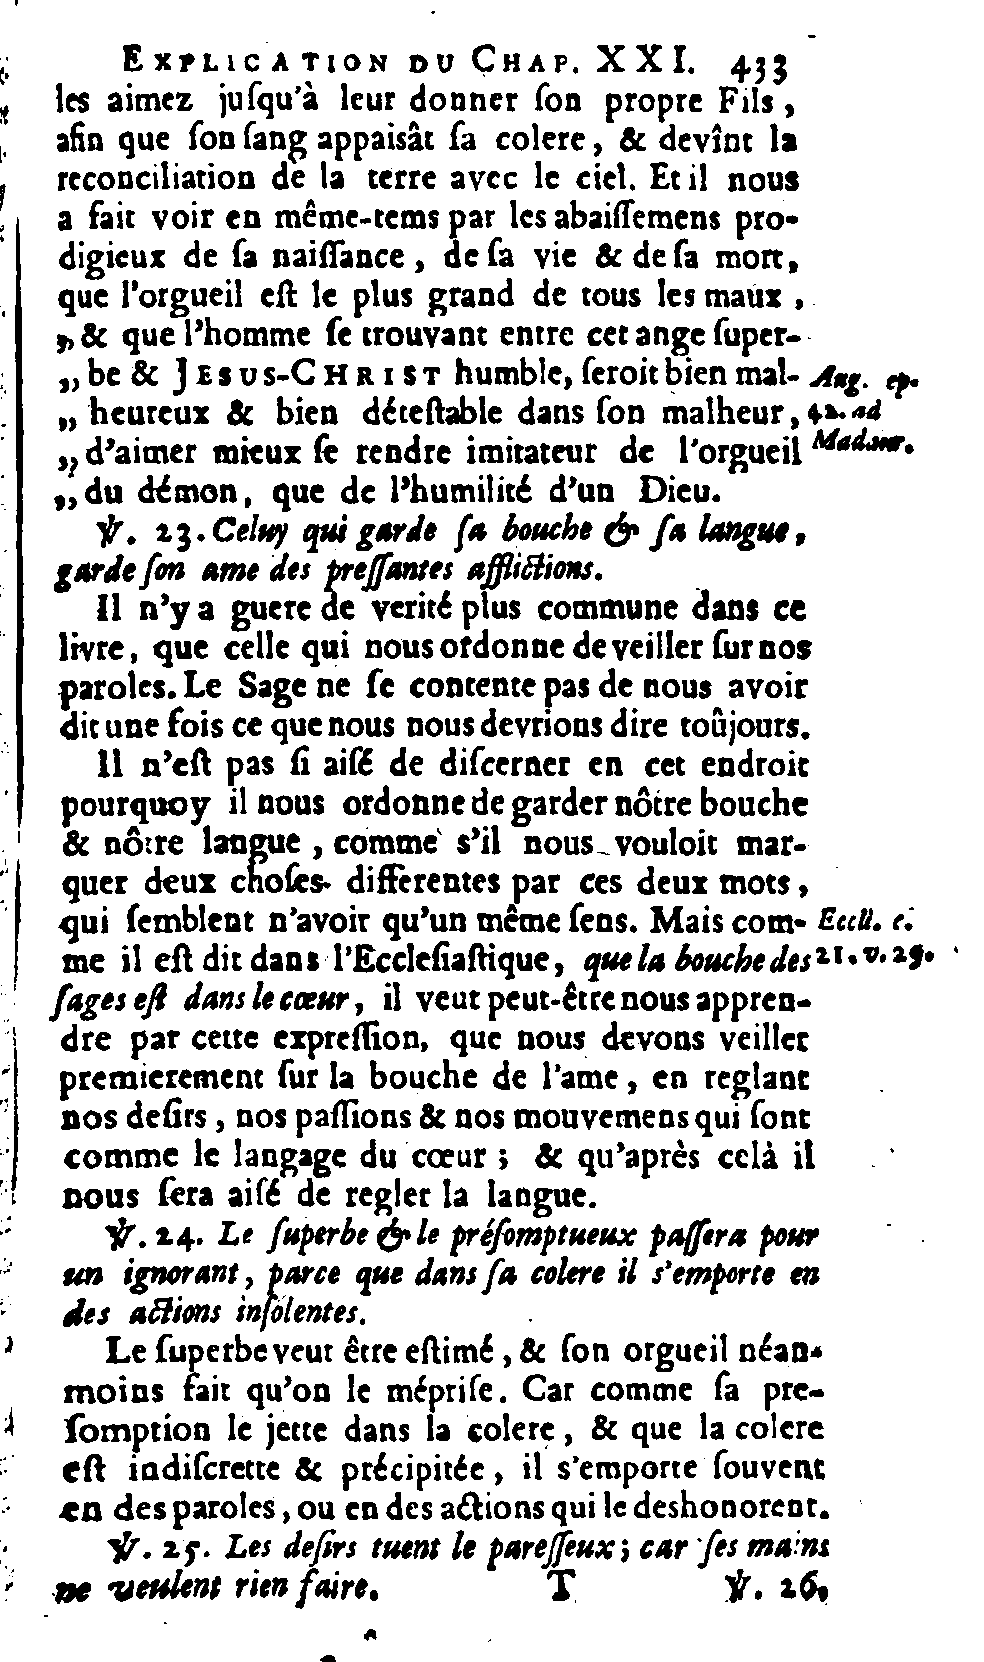 EXPLICATION DU CHAP. XXI. 433
les aimez juſqu'à leur donner ſon propre Fils,
afin que ſon ſang appaisât ſa colere, & devînt la
reconciliation de la terre avec le ciel. Et il nous
a fait voir en même-tems par les abaiſſemens pro-
digieux de ſa naiſſance, de ſa vie & de ſa mort,
que l'orgueil eſt le plus grand de tous les maux,
„ & que l'homme ſe trouvant entre cet ange ſuper-
„ be & JESUS-CHRIST humble, ſeroit bien mal- Aug. ep.
„ heureux & bien déteſtable dans ſon malheur, 42. ad
„ d'aimer mieux ſe rendre imitateur de l'orgueil Madaur.
„ du démon, que de l'humilité d'un Dieu.
℣. 23. Celuy qui garde ſa bouche & ſa langue,
garde ſon ame des preſſantes afflictions.
Il n'y a guere de verité plus commune dans ce
livre, que celle qui nous ordonne de veiller ſur nos
paroles. Le Sage ne ſe contente pas de nous avoir
dit une fois ce que nous nous devrions dire toûjours.
Il n'eſt pas ſi aiſé de diſcerner en cet endroit
pourquoy il nous ordonne de garder nôtre bouche
& nôtre langue, comme s'il nous vouloit mar-
quer deux choſes differentes par ces deux mots,
qui ſemblent n'avoir qu'un même ſens. Mais com- Eccli. c.
me il eſt dit dans l'Eccleſiaſtique, que la bouche des 21. v. 29.
ſages eſt dans le cœur, il veut peut-être nous appren-
dre par cette expreſſion, que nous devons veiller
premierement ſur la bouche de l'ame, en reglant
nos deſirs, nos paſſions & nos mouvemens qui ſont
comme le langage du cœur; & qu'après celà il
nous ſera aiſé de regler la langue.
℣. 24. Le ſuperbe & le préſomptueux paſſera pour
un ignorant, parce que dans ſa colere il s'emporte en
des actions inſolentes.
Le ſuperbe veut être eſtimé, & ſon orgueil néan-
moins fait qu'on le mépriſe. Car comme ſa pre-
ſomption le jette dans la colere, & que la colere
eſt indiſcrette & précipitée, il s'emporte ſouvent
en des paroles, ou en des actions qui le deshonorent.
℣. 25. Les deſirs tuent le pareſſeux; car ſes mains
ne veulent rien faire. T ℣. 26.